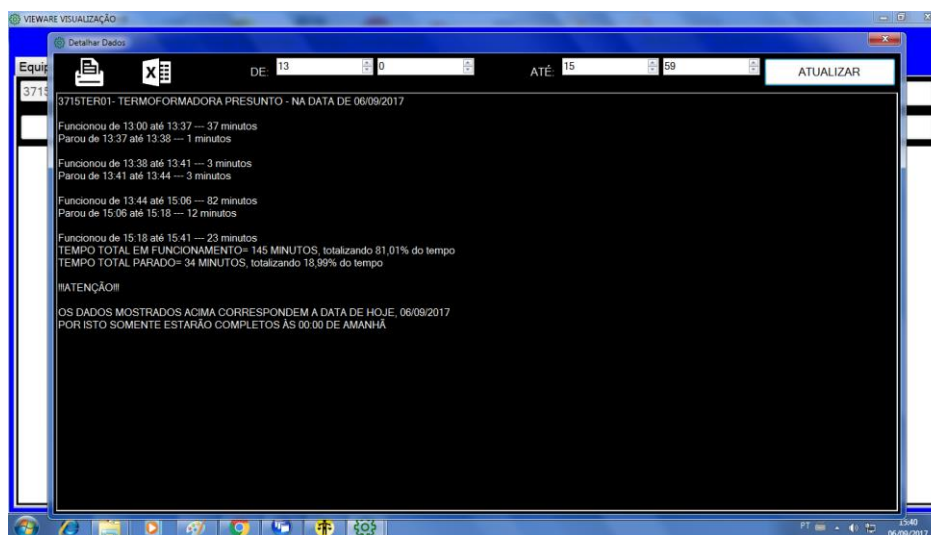 VIEWARE VISUALIZAÇÃO
Detalhar Dados
DE: 13 0 ATÉ: 15 59 ATUALIZAR
3715TER01- TERMOFORMADORA PRESUNTO - NA DATA DE 06/09/2017
Funcionou de 13:00 até 13:37 --- 37 minutos
Parou de 13:37 até 13:38 --- 1 minutos
Funcionou de 13:38 até 13:41 --- 3 minutos
Parou de 13:41 até 13:44 --- 3 minutos
Funcionou de 13:44 até 15:06 --- 82 minutos
Parou de 15:06 até 15:18 --- 12 minutos
Funcionou de 15:18 até 15:41 --- 23 minutos
TEMPO TOTAL EM FUNCIONAMENTO= 145 MINUTOS, totalizando 81,01% do tempo
TEMPO TOTAL PARADO= 34 MINUTOS, totalizando 18,99% do tempo
!!!ATENÇÃO!!!
OS DADOS MOSTRADOS ACIMA CORRESPONDEM A DATA DE HOJE, 06/09/2017
POR ISTO SOMENTE ESTARÃO COMPLETOS ÀS 00:00 DE AMANHÃ
Equip
3715
PT
15:40
06/09/2017